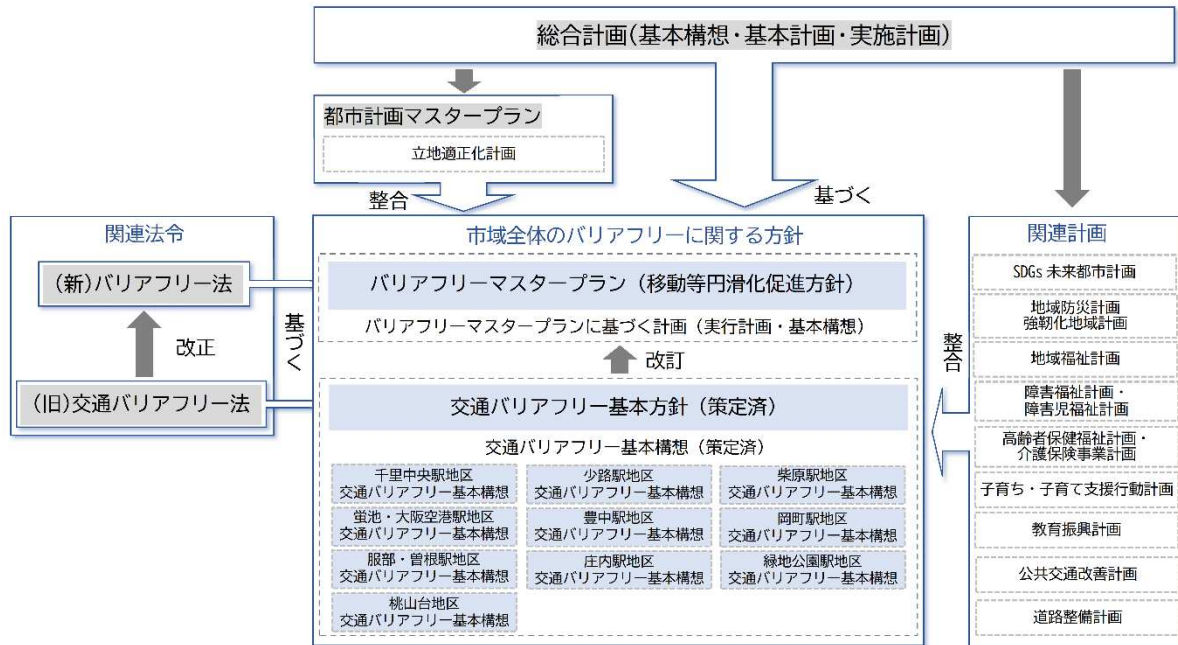 総合計画(基本構想・基本計画・実施計画)
都市計画マスタープラン
立地適正化計画
整合
基づく
関連法令
(新)バリアフリー法
改正
(旧)交通バリアフリー法
基づく
市域全体のバリアフリーに関する方針
バリアフリーマスタープラン(移動等円滑化促進方針)
バリアフリーマスタープランに基づく計画(実行計画・基本構想)
改訂
交通バリアフリー基本方針(策定済)
交通バリアフリー基本構想(策定済)
千里中央駅地区
交通バリアフリー基本構想
少路駅地区
交通バリアフリー基本構想
柴原駅地区
交通バリアフリー基本構想
蛍池・大阪空港駅地区
交通バリアフリー基本構想
豊中駅地区
交通バリアフリー基本構想
岡町駅地区
交通バリアフリー基本構想
服部・曽根駅地区
交通バリアフリー基本構想
庄内駅地区
交通バリアフリー基本構想
緑地公園駅地区
交通バリアフリー基本構想
桃山台地区
交通バリアフリー基本構想
整合
関連計画
SDGs 未来都市計画
地域防災計画
強靭化地域計画
地域福祉計画
障害福祉計画・
障害児福祉計画
高齢者保健福祉計画・
介護保険事業計画
子育ち・子育て支援行動計画
教育振興計画
公共交通改善計画
道路整備計画